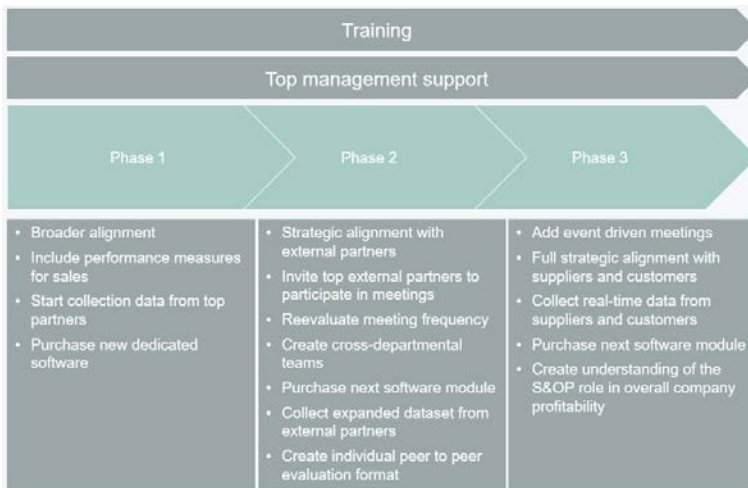 Training
Top management support
Phase 1
Phase 2
Phase 3
• Broader alignment
• Include performance measures
for sales
• Start collection data from top
partners
• Purchase new dedicated
software
• Strategic alignment with
external partners
• Invite top external partners to
participate in meetings
• Reevaluate meeting frequency
• Create cross-departmental
teams
• Purchase next software module
• Collect expanded dataset from
external partners
• Create individual peer to peer
evaluation format
• Add event driven meetings
• Full strategic alignment with
suppliers and customers
• Collect real-time data from
suppliers and customers
• Purchase next software module
• Create understanding of the
S&OP role in overall company
profitability